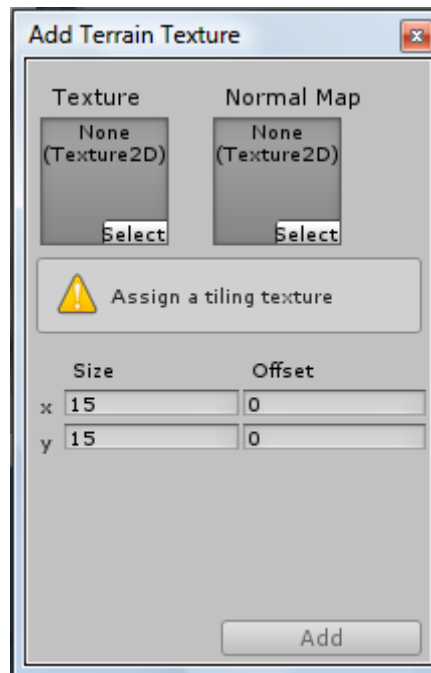 Add Terrain Texture
Texture Normal Map
None None
(Texture2D) (Texture2D)
Select Select
Assign a tiling texture
Size Offset
x 15 0
y 15 0
Add